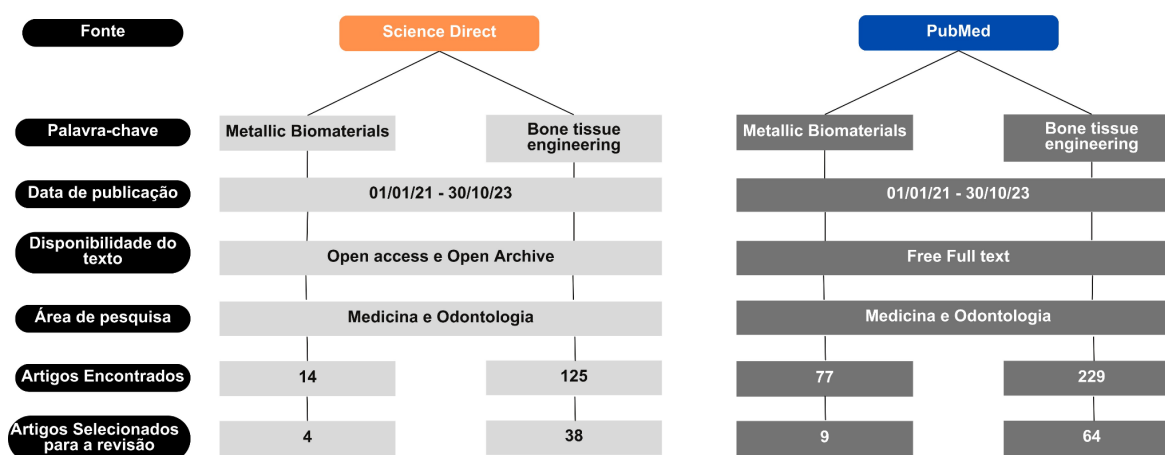 Fonte
Science Direct
PubMed
Palavra-chave
Metallic Biomaterials
Bone tissue
engineering
Metallic Biomaterials
Bone tissue
engineering
Data de publicação
01/01/21 - 30/10/23
01/01/21 - 30/10/23
Disponibilidade do
texto
Open access e Open Archive
Free Full text
Área de pesquisa
Medicina e Odontologia
Medicina e Odontologia
Artigos Encontrados
14
125
77
229
Artigos Selecionados
para a revisão
4
38
9
64